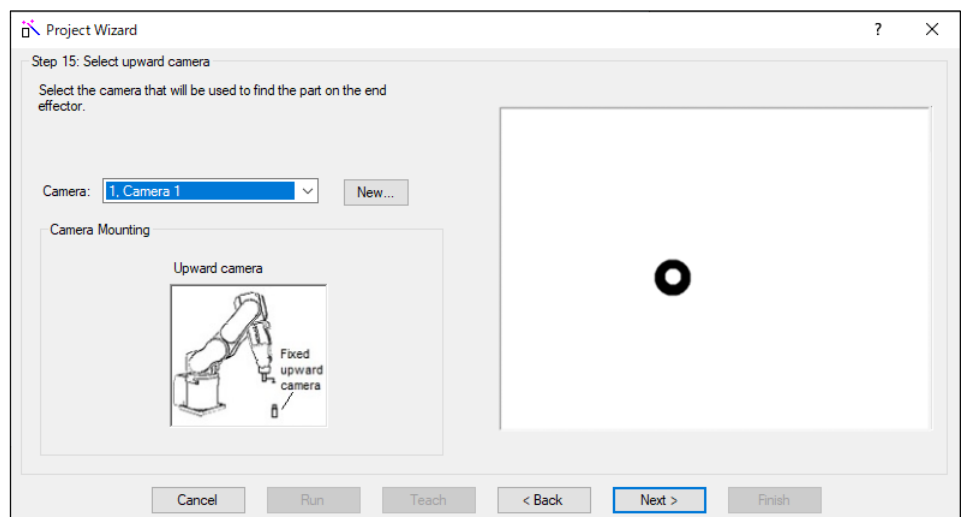 Project Wizard
?
Step 15: Select upward camera
Select the camera that will be used to find the part on the end
effector.
Camera: 1, Camera 1 New...
Camera Mounting
Upward camera
Fixed
upward
camera
Cancel Run Teach < Back Next > Finish